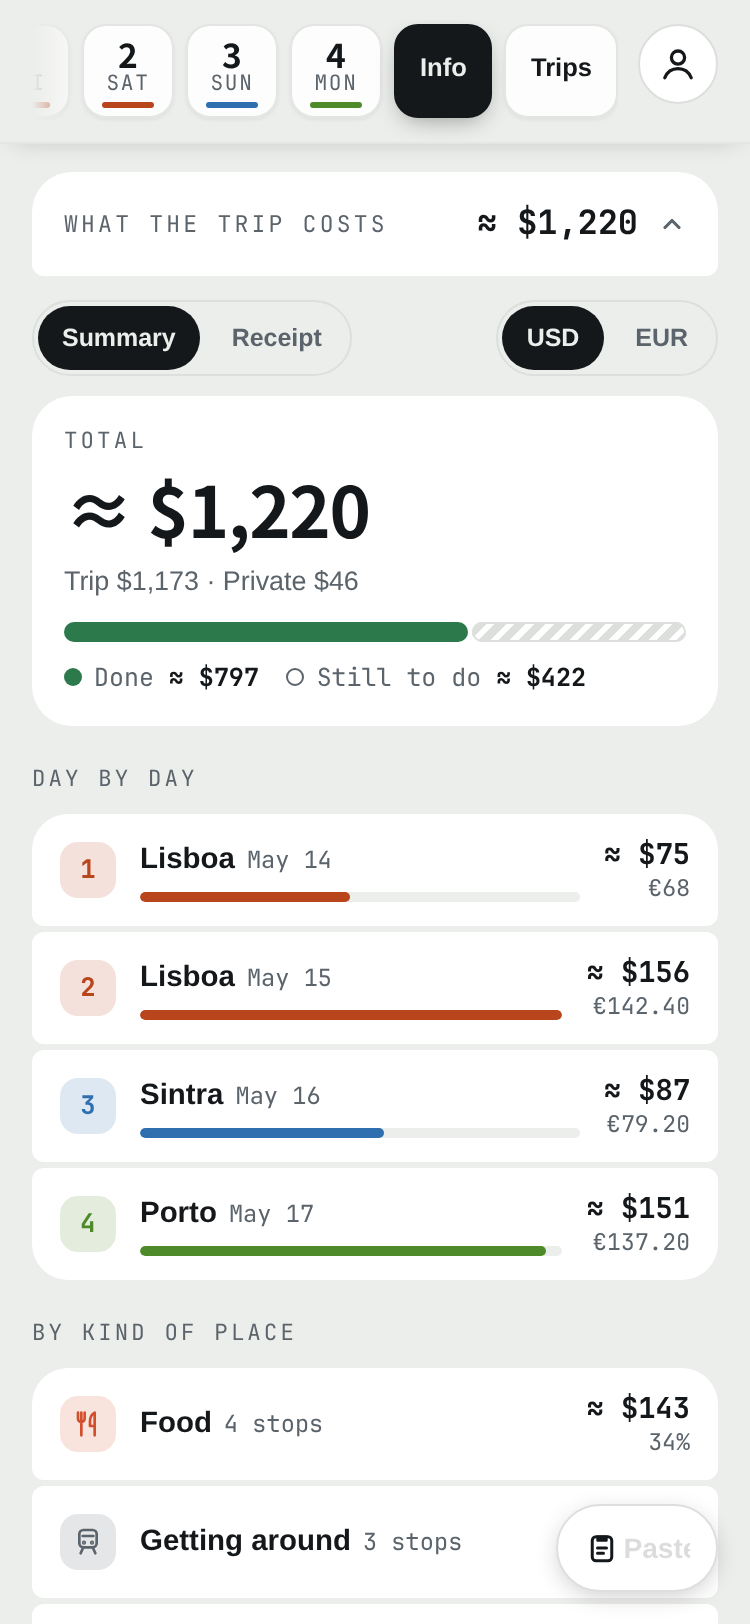 2
SAT
3
SUN
4
MON
Info
Trips
WHAT THE TRIP COSTS ≈ $1,220
Summary Receipt USD EUR
TOTAL
≈ $1,220
Trip $1,173 · Private $46
Done ≈ $797 Still to do ≈ $422
DAY BY DAY
1 Lisboa May 14 ≈ $75
€68
2 Lisboa May 15 ≈ $156
€142.40
3 Sintra May 16 ≈ $87
€79.20
4 Porto May 17 ≈ $151
€137.20
BY KIND OF PLACE
Food 4 stops ≈ $143
34%
Getting around 3 stops
Paste